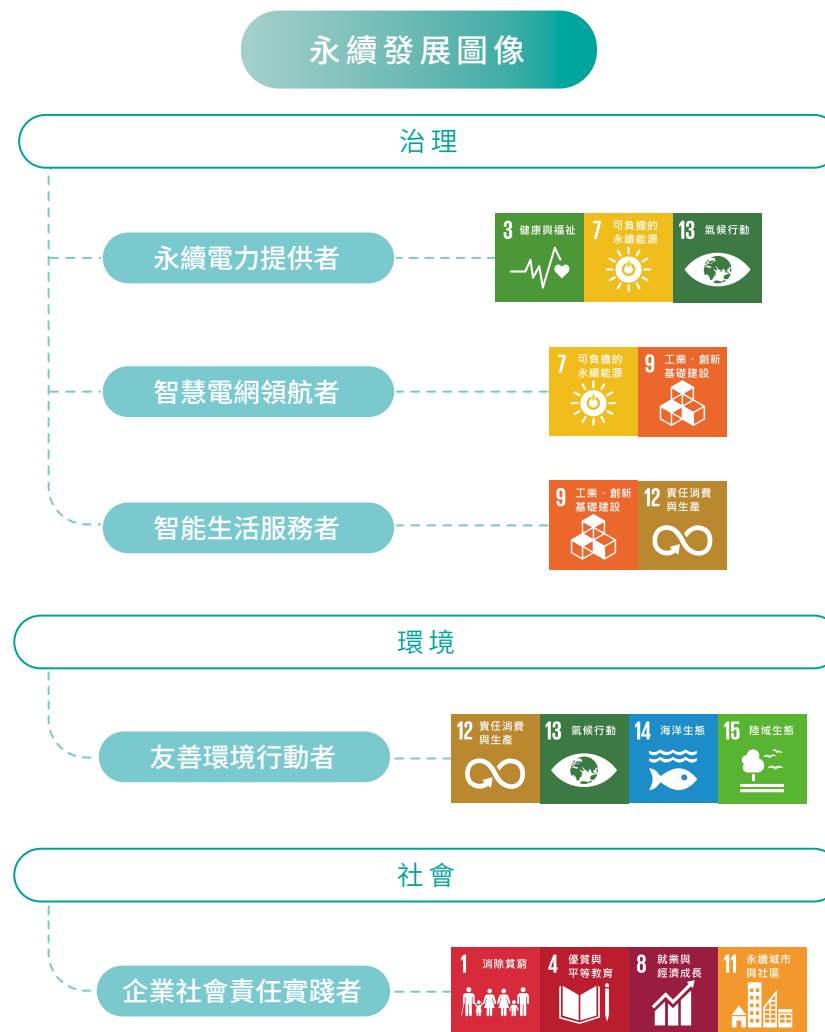 永續發展圖像
治理
永續電力提供者
3 健康與福祉
7 可負擔的
永續能源
13 氣候行動
智慧電網領航者
7 可負擔的
永續能源
9 工業、創新
基礎建設
智能生活服務者
9 工業、創新
基礎建設
12 責任消費
與生產
環境
友善環境行動者
12 責任消費
與生產
13 氣候行動
14 海洋生態
15 陸域生態
社會
企業社會責任實踐者
1 消除貧窮
4 優質與
平等教育
8 就業與
經濟成長
11 永續城市
與社區